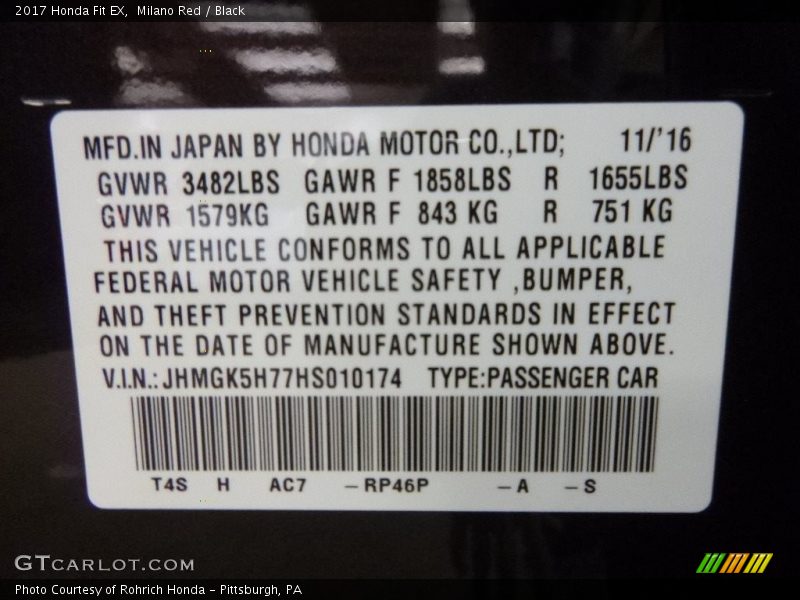 2017 Honda Fit EX,  Milano Red / Black
MFD.IN JAPAN BY HONDA MOTOR CO.,LTD; 11/'16
GVWR 3482LBS GAWR F 1858LBS R 1655LBS
GVWR 1579KG GAWR F 843 KG R 751 KG
THIS VEHICLE CONFORMS TO ALL APPLICABLE
FEDERAL MOTOR VEHICLE SAFETY ,BUMPER,
AND THEFT PREVENTION STANDARDS IN EFFECT
ON THE DATE OF MANUFACTURE SHOWN ABOVE.
V.I.N.:JHMGK5H77HS010174 TYPE:PASSENGER CAR
T4S H AC7 –RP46P –A –S
GTCARLOT.COM
Photo Courtesy of Rohrich Honda - Pittsburgh, PA